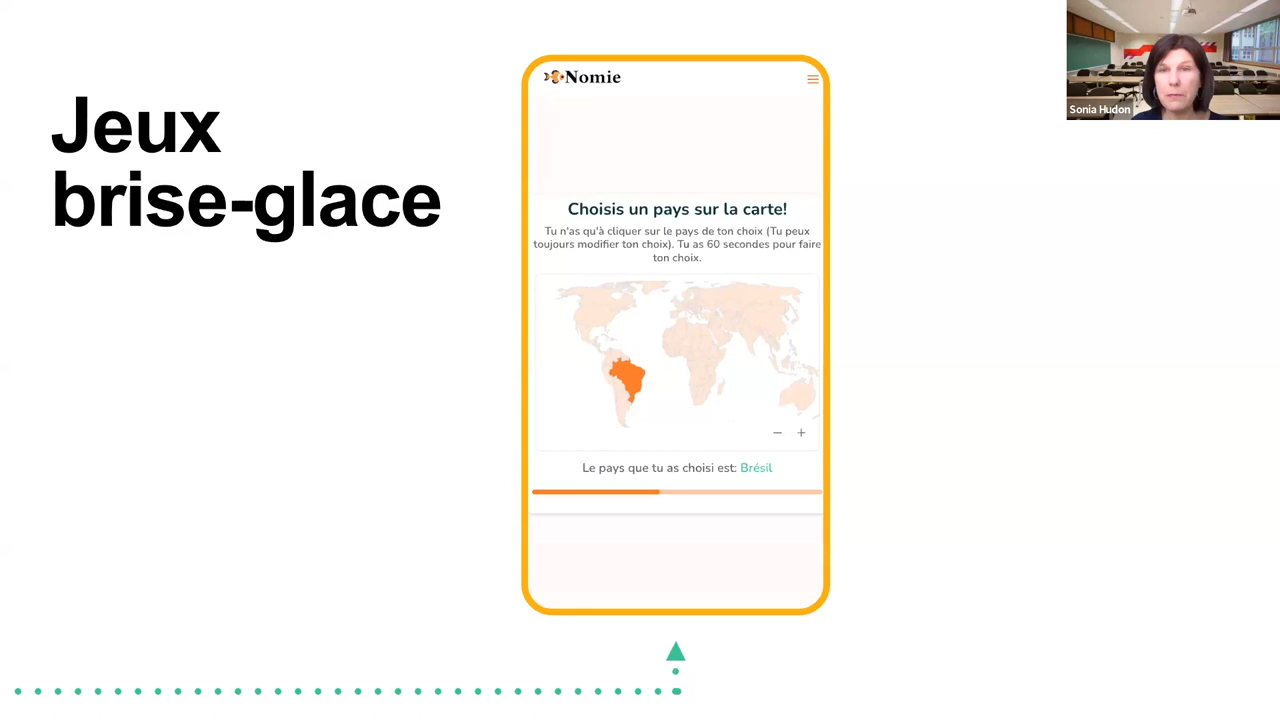 Jeux
brise-glace
Nomie
Choisis un pays sur la carte!
Tu n'as qu'à cliquer sur le pays de ton choix (Tu peux
toujours modifier ton choix). Tu as 60 secondes pour faire
ton choix.
Le pays que tu as choisi est: Brésil
Sonia Hudon